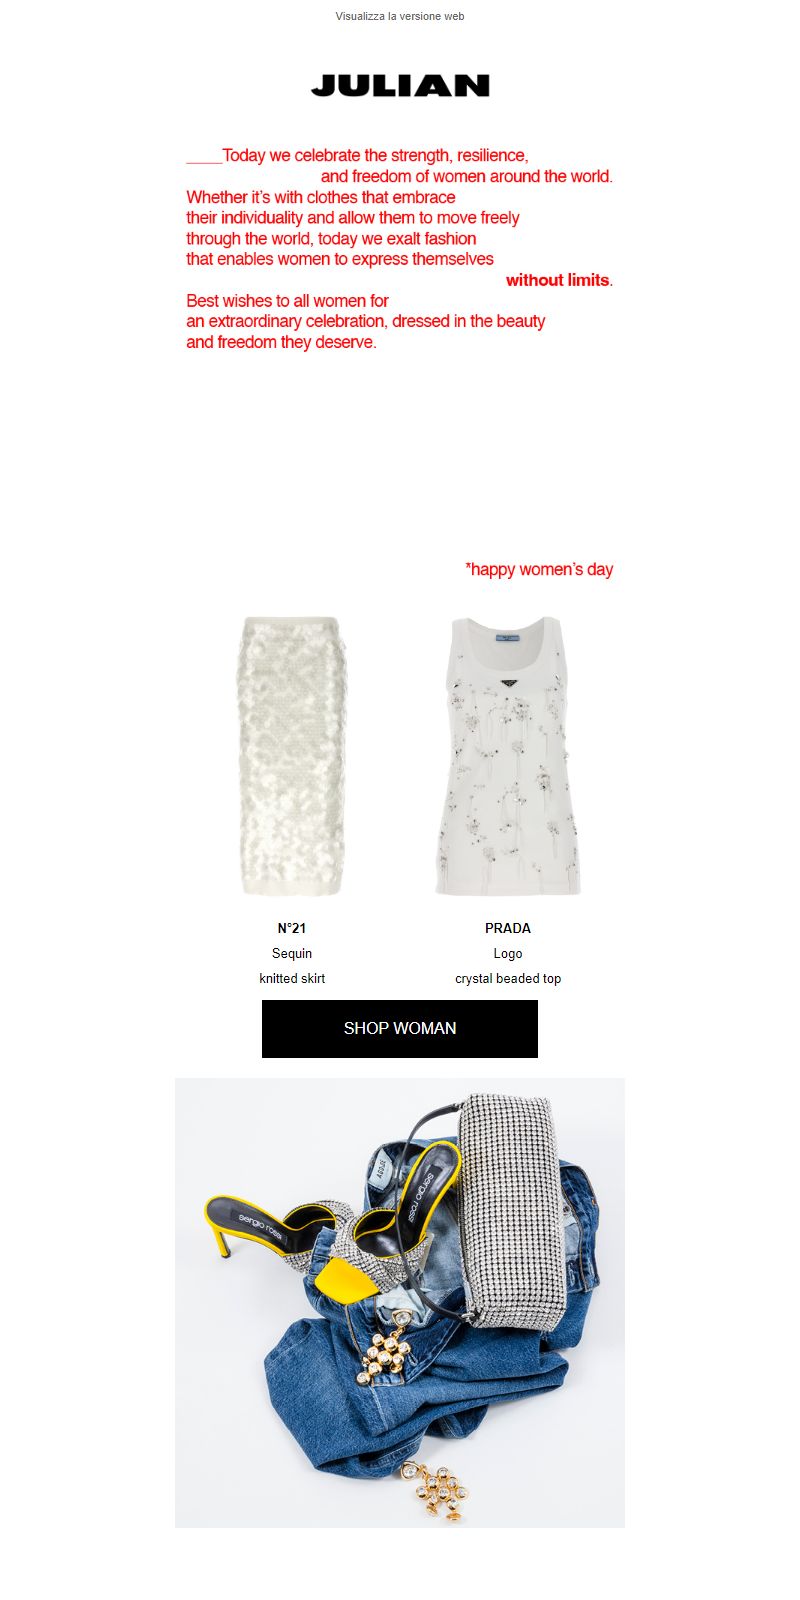 Visualizza la versione web
JULIAN
____Today we celebrate the strength, resilience,
and freedom of women around the world.
Whether it’s with clothes that embrace
their individuality and allow them to move freely
through the world, today we exalt fashion
that enables women to express themselves
without limits.
Best wishes to all women for
an extraordinary celebration, dressed in the beauty
and freedom they deserve.
*happy women’s day
N°21 PRADA
Sequin Logo
knitted skirt crystal beaded top
SHOP WOMAN
sergio rossi
sergio rossi